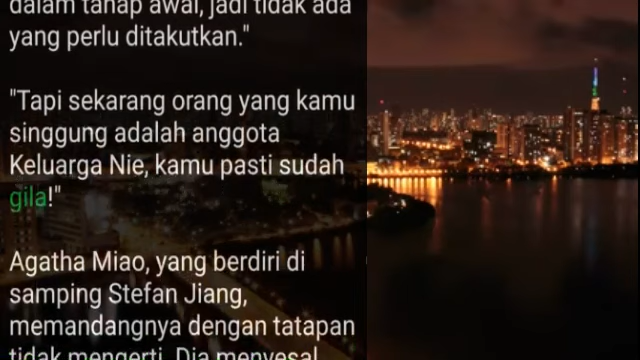 dalam tahap awal, jadi tidak ada
yang perlu ditakutkan."
"Tapi sekarang orang yang kamu
singgung adalah anggota
Keluarga Nie, kamu pasti sudah
gila!"
Agatha Miao, yang berdiri di
samping Stefan Jiang,
memandangnya dengan tatapan
tidak mengerti. Dia menyesal